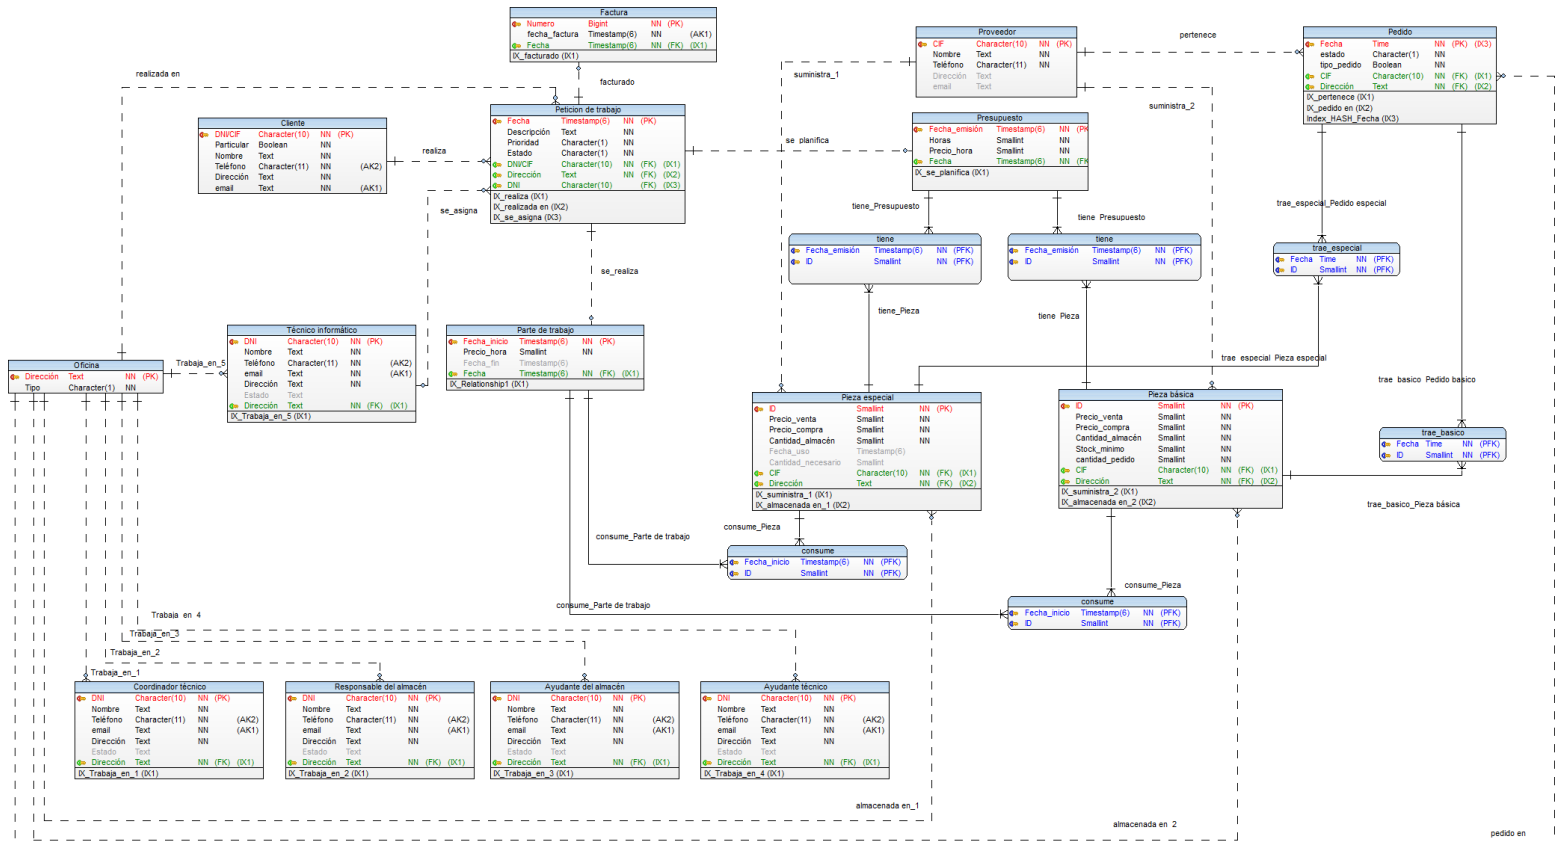 Factura
Numero Bigint NN (PK)
fecha_factura Timestamp(6) NN (AK1)
Fecha Timestamp(6) NN (FK) (IX1)
IX_facturado (IX1)
facturado
realizada en
Cliente
DNI/CIF Character(10) NN (PK)
Particular Boolean NN
Nombre Text NN
Teléfono Character(11) NN (AK2)
Dirección Text NN
email Text NN (AK1)
realiza
Peticion de trabajo
Fecha Timestamp(6) NN (PK)
Descripción Text NN
Prioridad Character(1) NN
Estado Character(1) NN
DNI/CIF Character(10) NN (FK) (IX1)
Dirección Text NN (FK) (IX2)
DNI Character(10) (FK) (IX3)
IX_realiza (IX1)
IX_realizada en (IX2)
IX_se_asigna (IX3)
se_asigna
se_realiza
se planifica
Proveedor
CIF Character(10) NN (PK)
Nombre Text NN
Teléfono Character(11) NN
Dirección Text
email Text
suministra_1
suministra_2
pertenece
Pedido
Fecha Time NN (PK) (IX3)
estado Character(1) NN
tipo_pedido Boolean NN
CIF Character(10) NN (FK) (IX1)
Dirección Text NN (FK) (IX2)
IX_pertenece (IX1)
IX_pedido en (IX2)
Index_HASH_Fecha (IX3)
Presupuesto
Fecha_emisión Timestamp(6) NN (PK
Horas Smallint NN
Precio_hora Smallint NN
Fecha Timestamp(6) NN (FK
IX_se_planifica (IX1)
tiene_Presupuesto
tiene Presupuesto
tiene
Fecha_emisión Timestamp(6) NN (PFK)
ID Smallint NN (PFK)
tiene
Fecha_emisión Timestamp(6) NN (PFK)
ID Smallint NN (PFK)
tiene_Pieza
tiene Pieza
trae_especial_Pedido especial
trae_especial
Fecha Time NN (PFK)
ID Smallint NN (PFK)
trae especial Pieza especial
trae basico Pedido basico
trae_basico
Fecha Time NN (PFK)
ID Smallint NN (PFK)
trae_basico_Pieza básica
Oficina
Dirección Text NN (PK)
Tipo Character(1) NN
Trabaja_en_5
Técnico informático
DNI Character(10) NN (PK)
Nombre Text NN
Teléfono Character(11) NN (AK2)
email Text NN (AK1)
Dirección Text NN
Estado Text
Dirección Text NN (FK) (IX1)
IX_Trabaja_en_5 (IX1)
Parte de trabajo
Fecha_inicio Timestamp(6) NN (PK)
Precio_hora Smallint NN
Fecha_fin Timestamp(6)
Fecha Timestamp(6) NN (FK) (IX1)
IX_Relationship1 (IX1)
Pieza especial
ID Smallint NN (PK)
Precio_venta Smallint NN
Precio_compra Smallint NN
Cantidad_almacén Smallint NN
Fecha_uso Timestamp(6)
Cantidad_necesario Smallint
CIF Character(10) NN (FK) (IX1)
Dirección Text NN (FK) (IX2)
IX_suministra_1 (IX1)
IX_almacenada en_1 (IX2)
Pieza básica
ID Smallint NN (PK)
Precio_venta Smallint NN
Precio_compra Smallint NN
Cantidad_almacén Smallint NN
Stock_minimo Smallint NN
cantidad_pedido Smallint NN
CIF Character(10) NN (FK) (IX1)
Dirección Text NN (FK) (IX2)
IX_suministra_2 (IX1)
IX_almacenada en_2 (IX2)
consume_Pieza
consume_Parte de trabajo
consume
Fecha_inicio Timestamp(6) NN (PFK)
ID Smallint NN (PFK)
consume_Pieza
consume_Parte de trabajo
consume
Fecha_inicio Timestamp(6) NN (PFK)
ID Smallint NN (PFK)
Trabaja en 4
Trabaja_en_3
Trabaja_en_2
Trabaja_en_1
Coordinador técnico
DNI Character(10) NN (PK)
Nombre Text NN
Teléfono Character(11) NN (AK2)
email Text NN (AK1)
Dirección Text NN
Estado Text
Dirección Text NN (FK) (IX1)
IX_Trabaja_en_1 (IX1)
Responsable del almacén
DNI Character(10) NN (PK)
Nombre Text NN
Teléfono Character(11) NN (AK2)
email Text NN (AK1)
Dirección Text NN
Estado Text
Dirección Text NN (FK) (IX1)
IX_Trabaja_en_2 (IX1)
Ayudante del almacén
DNI Character(10) NN (PK)
Nombre Text NN
Teléfono Character(11) NN (AK2)
email Text NN (AK1)
Dirección Text NN
Estado Text
Dirección Text NN (FK) (IX1)
IX_Trabaja_en_3 (IX1)
Ayudante técnico
DNI Character(10) NN (PK)
Nombre Text NN
Teléfono Character(11) NN (AK2)
email Text NN (AK1)
Dirección Text NN
Estado Text
Dirección Text NN (FK) (IX1)
IX_Trabaja_en_4 (IX1)
almacenada en_1
almacenada en 2
pedido en